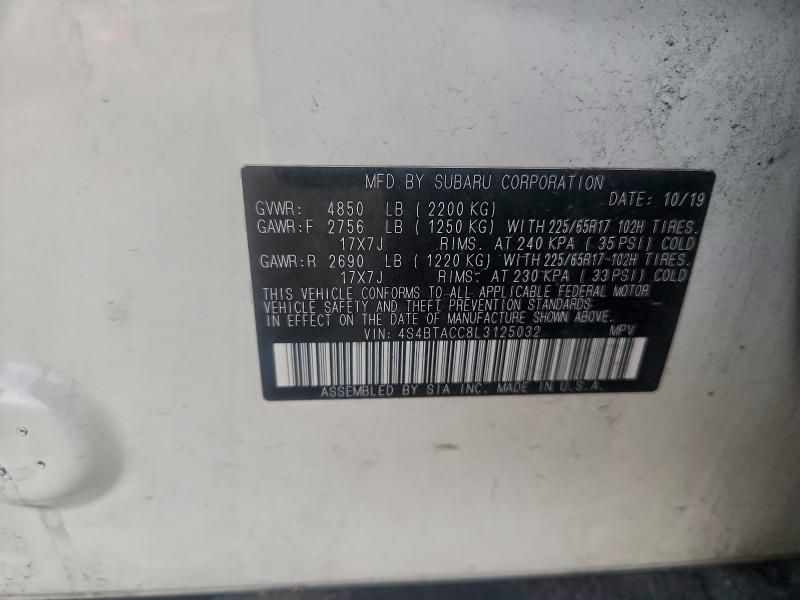 MFD. BY SUBARU CORPORATION
DATE: 10/19
GVWR: 4850 LB (2200 KG)
GAWR:F 2756 LB (1250 KG) WITH 225/65R17 102H TIRES.
17X7J RIMS. AT 240 KPA (35 PSI) COLD
GAWR:R 2690 LB (1220 KG) WITH 225/65R17 102H TIRES.
17X7J RIMS. AT 230 KPA (33 PSI) COLD
THIS VEHICLE CONFORMS TO ALL APPLICABLE FEDERAL MOTOR
VEHICLE SAFETY AND THEFT PREVENTION STANDARDS
IN EFFECT ON THE DATE OF MANUFACTURE SHOWN ABOVE.
VIN: 4S4BTACC8L3125032 MPV
ASSEMBLED BY SIA INC. MADE IN U.S.A.